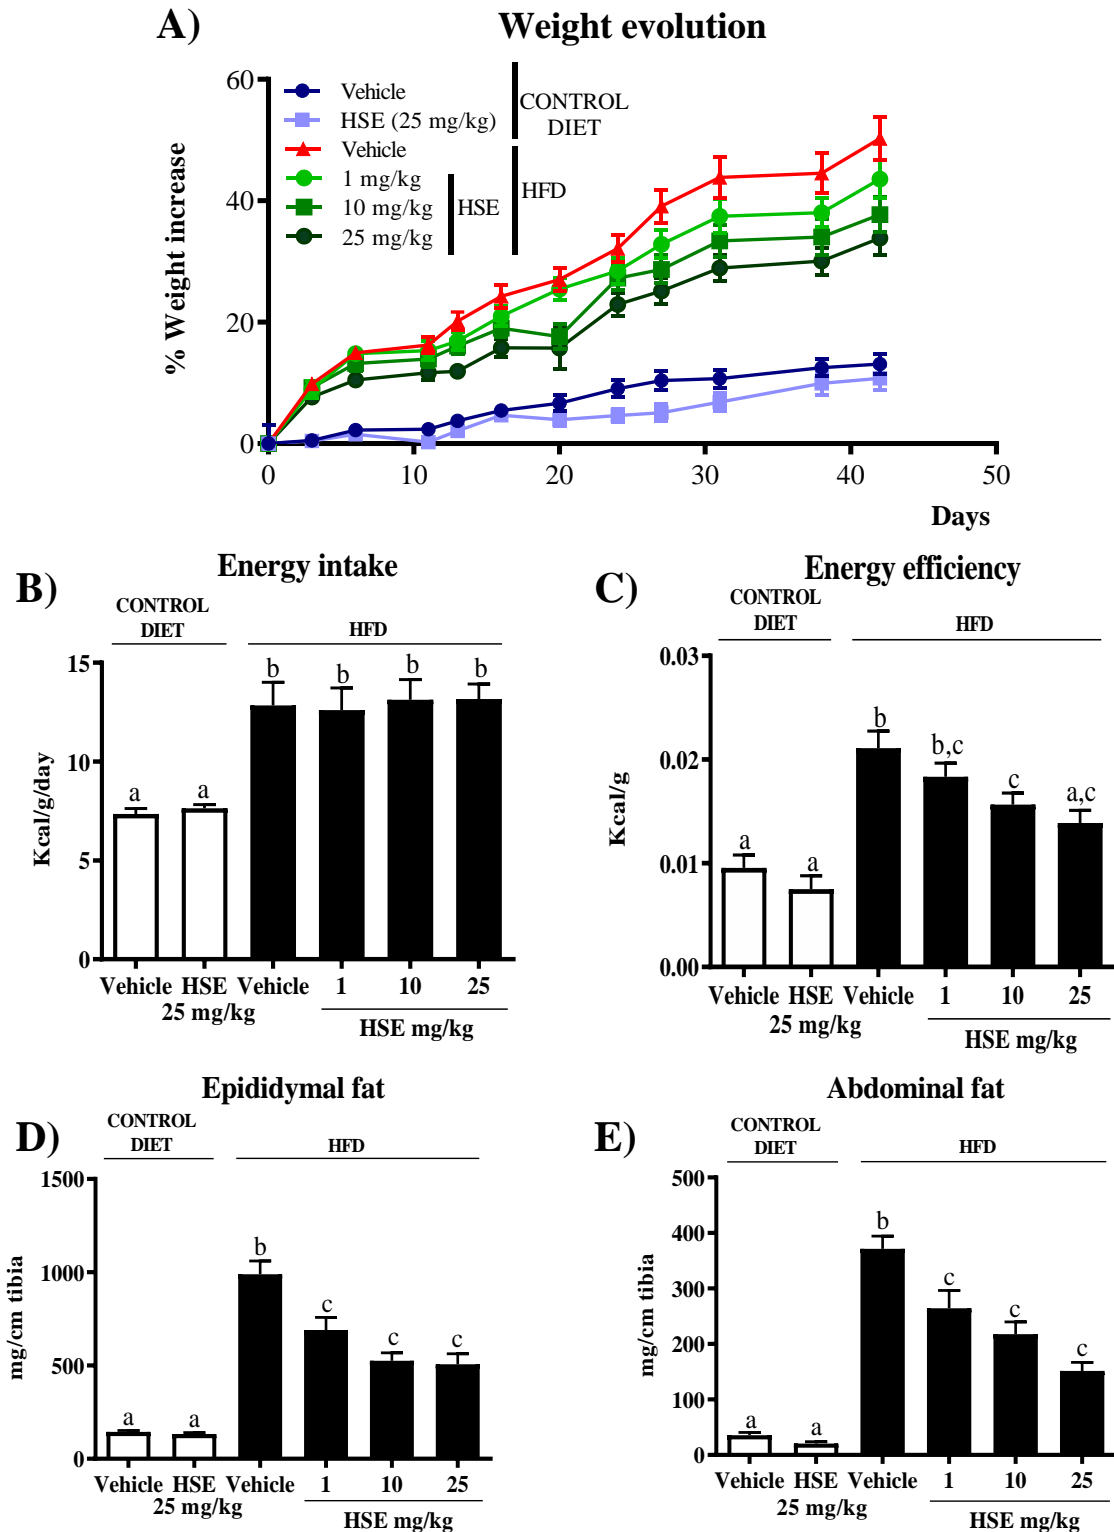 A)
Weight evolution
% Weight increase
60
40
20
0
Vehicle
HSE (25 mg/kg)
Vehicle
1 mg/kg
10 mg/kg
25 mg/kg
HSE
CONTROL
DIET
HFD
0
10
20
30
40
50
Days
B)
Energy intake
CONTROL
DIET
HFD
Kcal/g/day
15
10
5
0
a
a
b
b
b
b
Vehicle
HSE
25 mg/kg
Vehicle
1
10
25
HSE mg/kg
C)
Energy efficiency
CONTROL
DIET
HFD
Kcal/g
0.03
0.02
0.01
0.00
a
a
b
b,c
c
a,c
Vehicle
HSE
25 mg/kg
Vehicle
1
10
25
HSE mg/kg
D)
Epididymal fat
CONTROL
DIET
HFD
mg/cm tibia
1500
1000
500
0
a
a
b
c
c
c
Vehicle
HSE
25 mg/kg
Vehicle
1
10
25
HSE mg/kg
E)
Abdominal fat
CONTROL
DIET
HFD
mg/cm tibia
500
400
300
200
100
0
a
a
b
c
c
c
Vehicle
HSE
25 mg/kg
Vehicle
1
10
25
HSE mg/kg